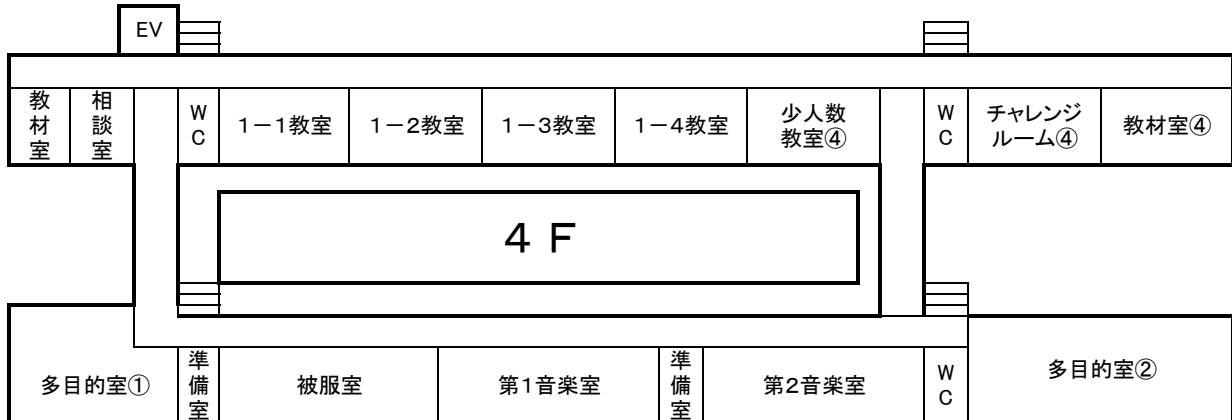 EV
教材室
相談室
WC
1－1教室
1－2教室
1－3教室
1－4教室
少人数
教室④
WC
チャレンジ
ルーム④
教材室④
4 F
多目的室①
準備室
被服室
第1音楽室
準備室
第2音楽室
WC
多目的室②